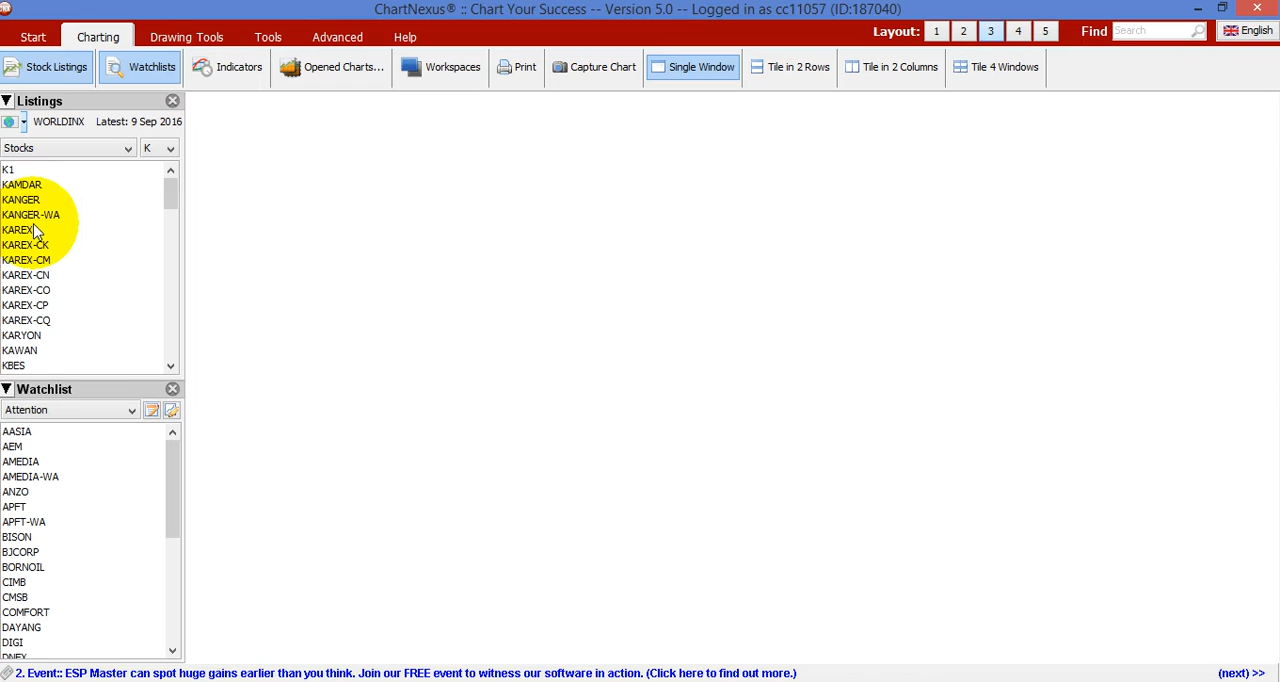 ChartNexus® :: Chart Your Success -- Version 5.0 -- Logged in as cc11057 (ID:187040)
Start Charting Drawing Tools Tools Advanced Help Layout: 1 2 3 4 5 Find Search English
Stock Listings Watchlists Indicators Opened Charts... Workspaces Print Capture Chart Single Window Tile in 2 Rows Tile in 2 Columns Tile 4 Windows
Listings
WORLDINX Latest: 9 Sep 2016
Stocks K
K1
KAMDAR
KANGER
KANGER-WA
KAREX
KAREX-CK
KAREX-CM
KAREX-CN
KAREX-CO
KAREX-CP
KAREX-CQ
KARYON
KAWAN
KBES
Watchlist
Attention
AASIA
AEM
AMEDIA
AMEDIA-WA
ANZO
APFT
APFT-WA
BISON
BJCORP
BORNOIL
CIMB
CMSB
COMFORT
DAYANG
DIGI
DNEX
2. Event:: ESP Master can spot huge gains earlier than you think. Join our FREE event to witness our software in action. (Click here to find out more.) (next) >>